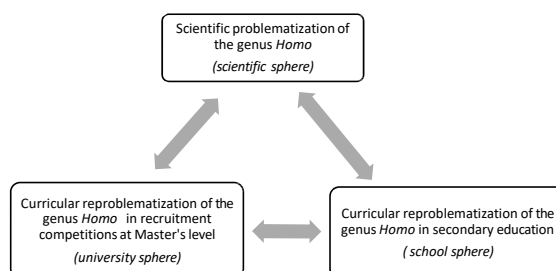 Scientific problematization of
the genus Homo
(scientific sphere)
Curricular reproblematization of the
genus Homo in recruitment
competitions at Master's level
(university sphere)
Curricular reproblematization of the
genus Homo in secondary education
( school sphere)